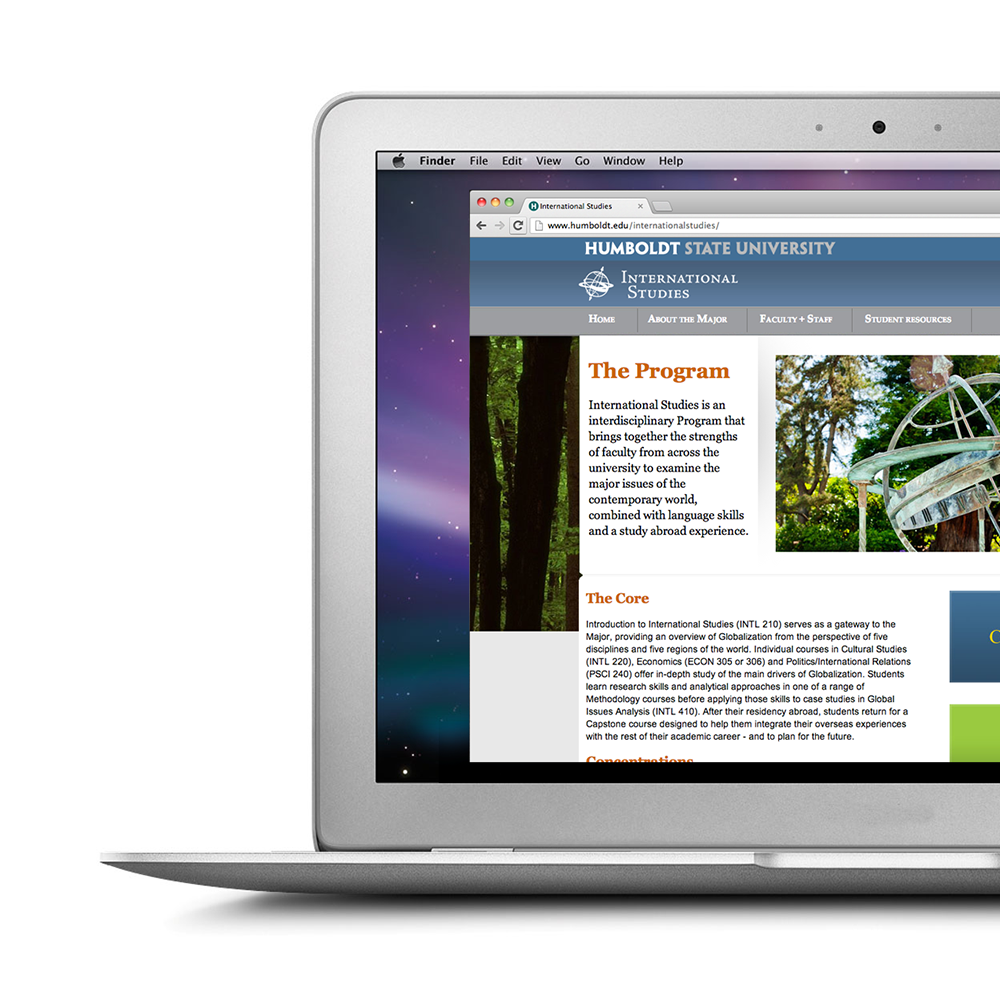 Finder File Edit View Go Window Help
International Studies
www.humboldt.edu/internationalstudies/
HUMBOLDT STATE UNIVERSITY
INTERNATIONAL
STUDIES
HOME ABOUT THE MAJOR FACULTY + STAFF STUDENT RESOURCES
The Program
International Studies is an
interdisciplinary Program that
brings together the strengths
of faculty from across the
university to examine the
major issues of the
contemporary world,
combined with language skills
and a study abroad experience.
The Core
Introduction to International Studies (INTL 210) serves as a gateway to the
Major, providing an overview of Globalization from the perspective of five
disciplines and five regions of the world. Individual courses in Cultural Studies
(INTL 220), Economics (ECON 305 or 306) and Politics/International Relations
(PSCI 240) offer in-depth study of the main drivers of Globalization. Students
learn research skills and analytical approaches in one of a range of
Methodology courses before applying those skills to case studies in Global
Issues Analysis (INTL 410). After their residency abroad, students return for a
Capstone course designed to help them integrate their overseas experiences
with the rest of their academic career - and to plan for the future.
Concentrations